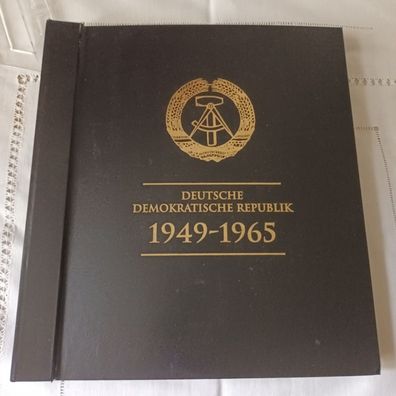 DEUTSCHE
DEMOKRATISCHE REPUBLIK
1949-1965